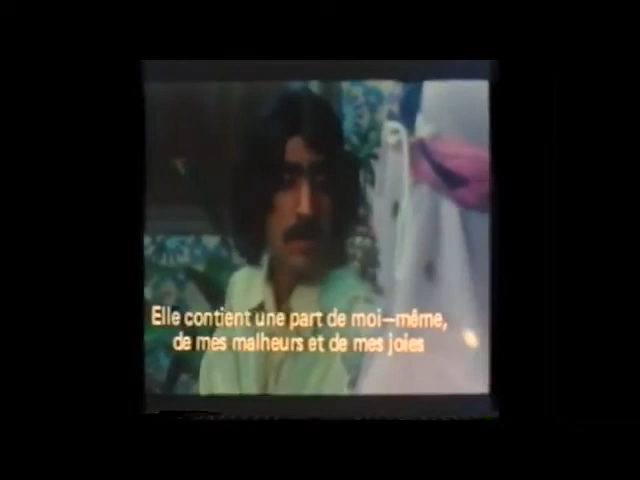 Elle contient une part de moi—même,
de mes malheurs et de mes joies